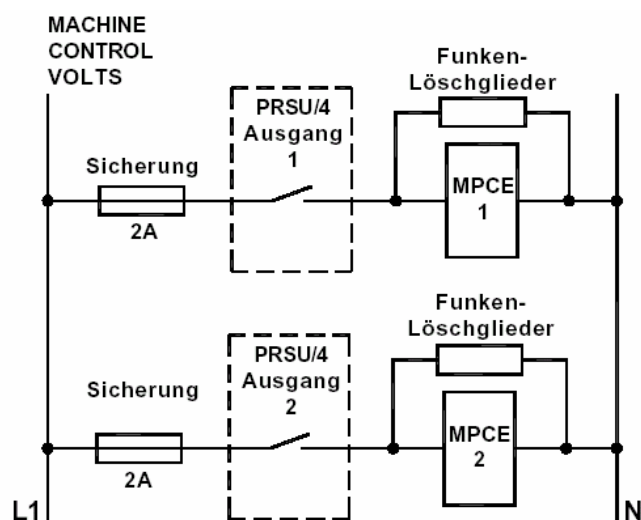 MACHINE
CONTROL
VOLTS
Funken-
Löschglieder
PRSU/4
Ausgang
1
Sicherung
2A
MPCE
1
Funken-
Löschglieder
PRSU/4
Ausgang
2
Sicherung
2A
MPCE
2
L1
N